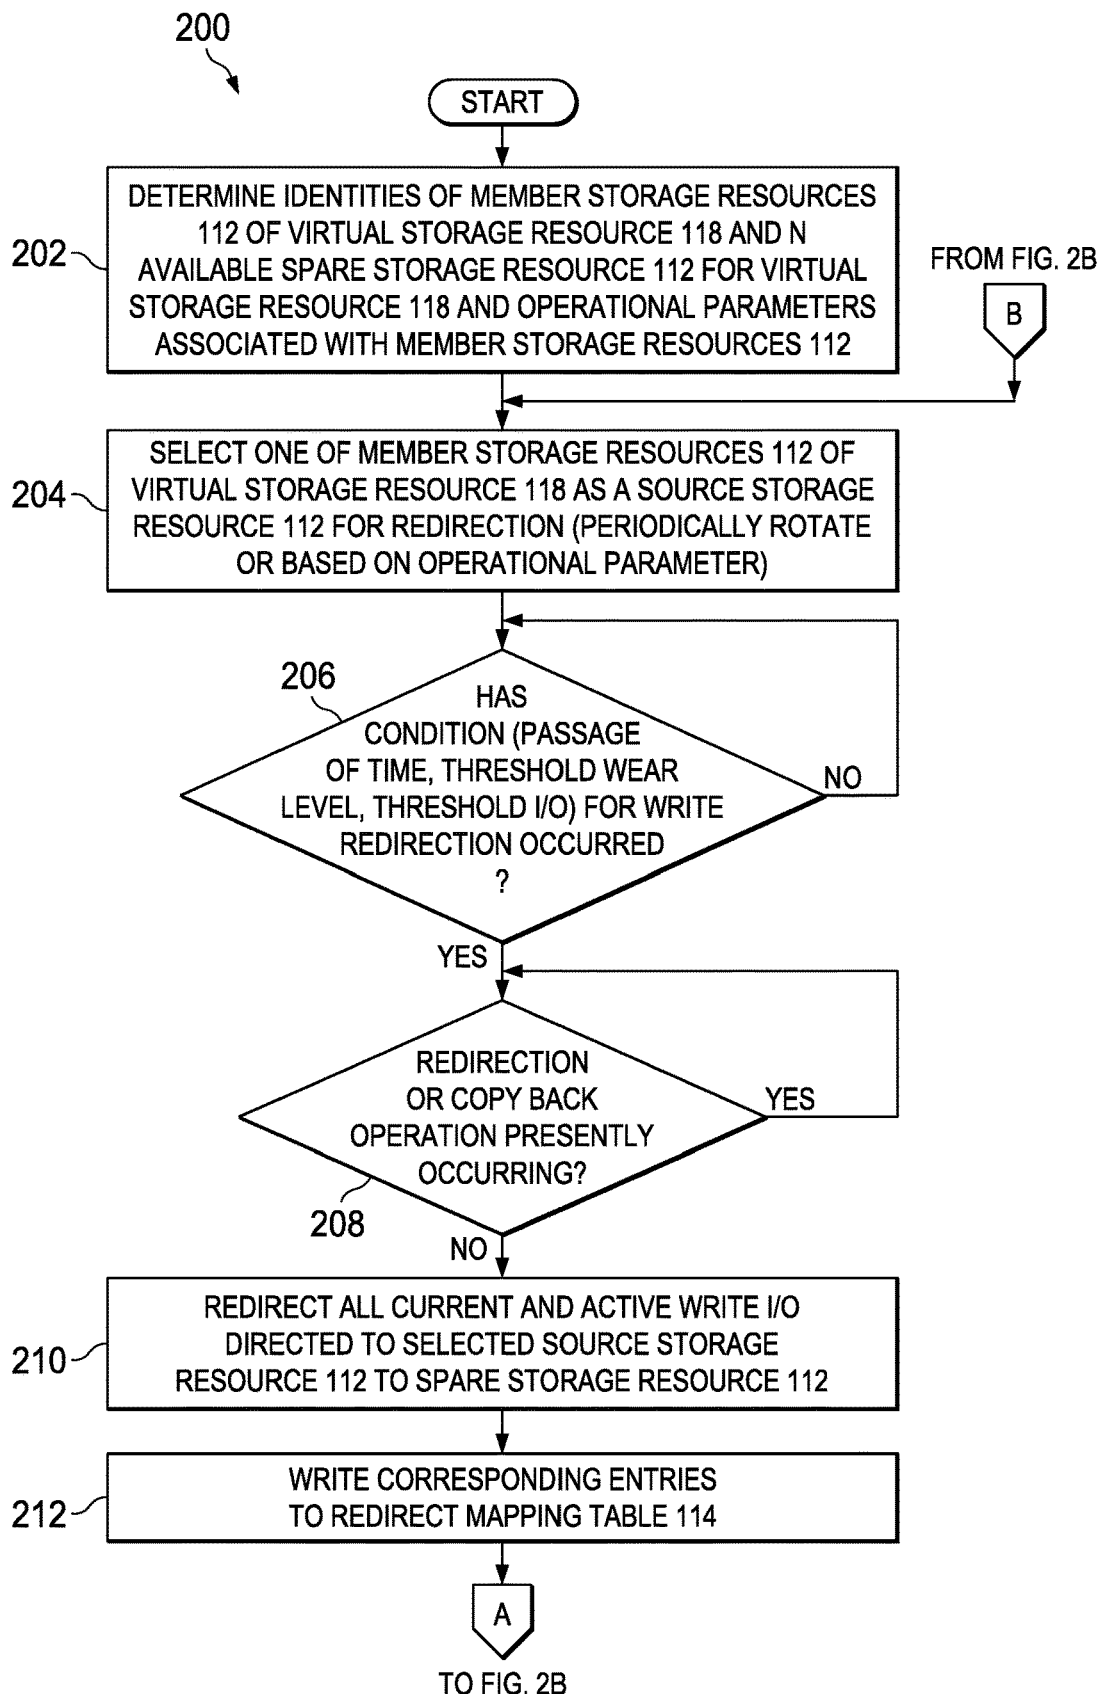 200
START
202
DETERMINE IDENTITIES OF MEMBER STORAGE RESOURCES
112 OF VIRTUAL STORAGE RESOURCE 118 AND N
AVAILABLE SPARE STORAGE RESOURCE 112 FOR VIRTUAL
STORAGE RESOURCE 118 AND OPERATIONAL PARAMETERS
ASSOCIATED WITH MEMBER STORAGE RESOURCES 112
FROM FIG. 2B
B
204
SELECT ONE OF MEMBER STORAGE RESOURCES 112 OF
VIRTUAL STORAGE RESOURCE 118 AS A SOURCE STORAGE
RESOURCE 112 FOR REDIRECTION (PERIODICALLY ROTATE
OR BASED ON OPERATIONAL PARAMETER)
206
HAS
CONDITION (PASSAGE
OF TIME, THRESHOLD WEAR
LEVEL, THRESHOLD I/O) FOR WRITE
REDIRECTION OCCURRED
?
NO
YES
REDIRECTION
OR COPY BACK
OPERATION PRESENTLY
OCCURRING?
YES
208
NO
210
REDIRECT ALL CURRENT AND ACTIVE WRITE I/O
DIRECTED TO SELECTED SOURCE STORAGE
RESOURCE 112 TO SPARE STORAGE RESOURCE 112
212
WRITE CORRESPONDING ENTRIES
TO REDIRECT MAPPING TABLE 114
A
TO FIG. 2B